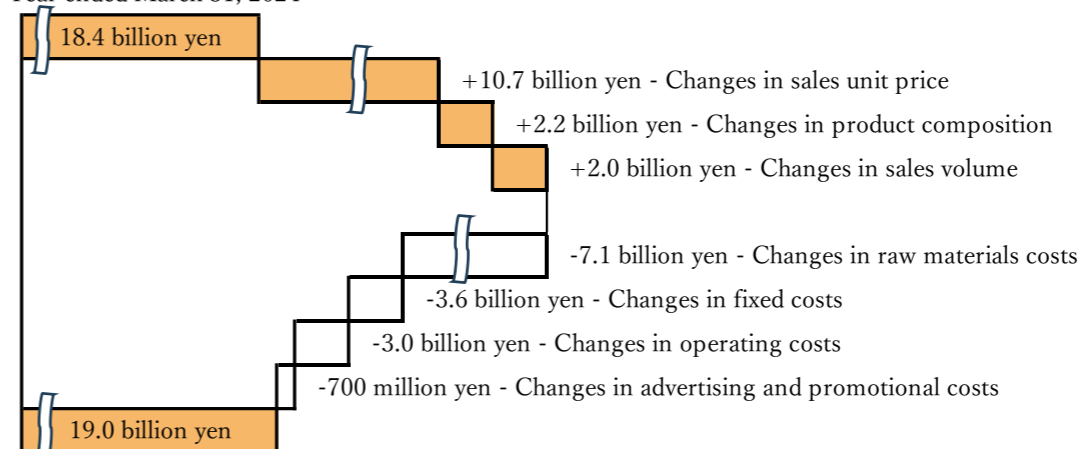 18.4 billion yen
+10.7 billion yen - Changes in sales unit price
+2.2 billion yen - Changes in product composition
+2.0 billion yen - Changes in sales volume
-7.1 billion yen - Changes in raw materials costs
-3.6 billion yen - Changes in fixed costs
-3.0 billion yen - Changes in operating costs
-700 million yen - Changes in advertising and promotional costs
19.0 billion yen